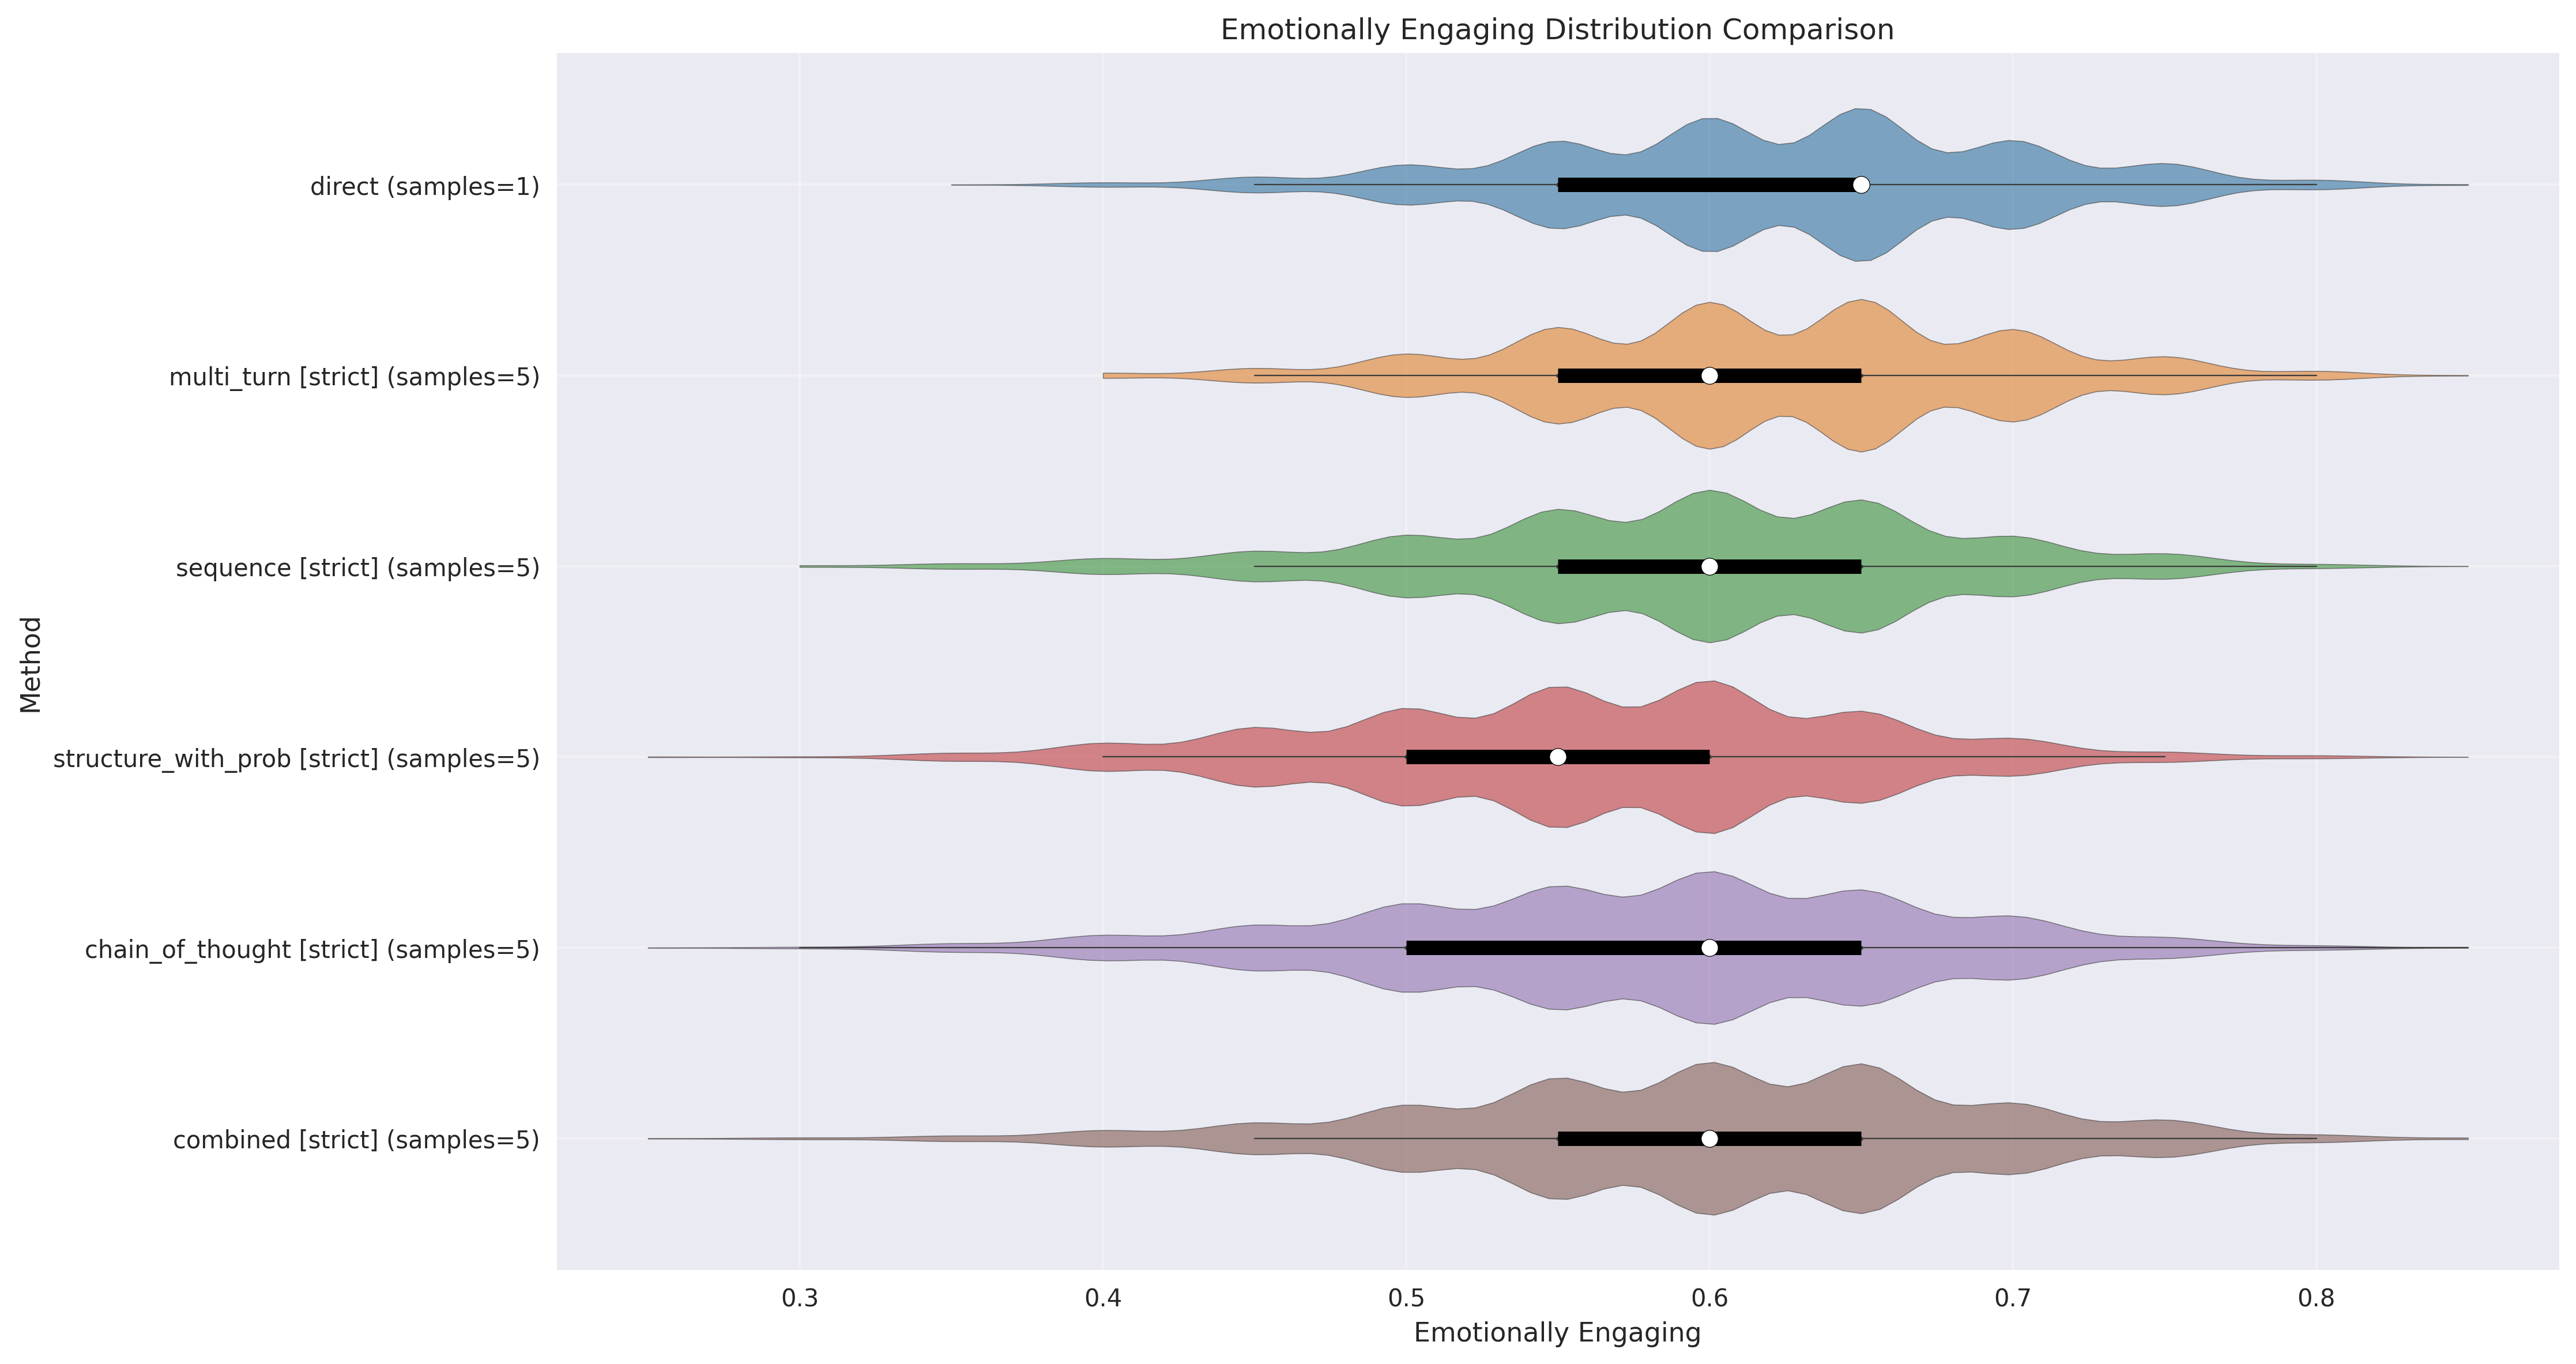 Emotionally Engaging Distribution Comparison
Method
direct (samples=1)
multi_turn [strict] (samples=5)
sequence [strict] (samples=5)
structure_with_prob [strict] (samples=5)
chain_of_thought [strict] (samples=5)
combined [strict] (samples=5)
0.3 0.4 0.5 0.6 0.7 0.8
Emotionally Engaging